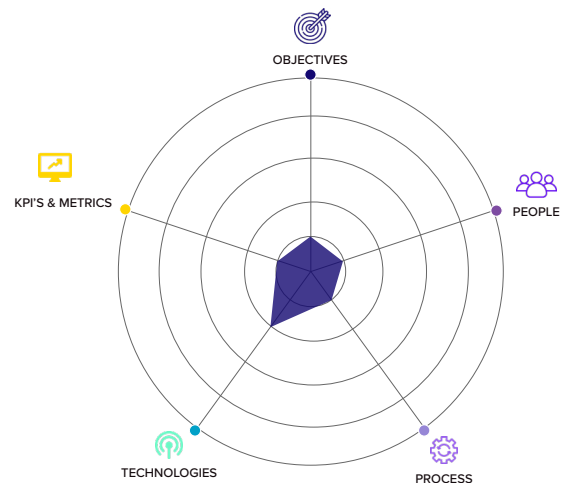 OBJECTIVES
KPI'S & METRICS
PEOPLE
TECHNOLOGIES
PROCESS